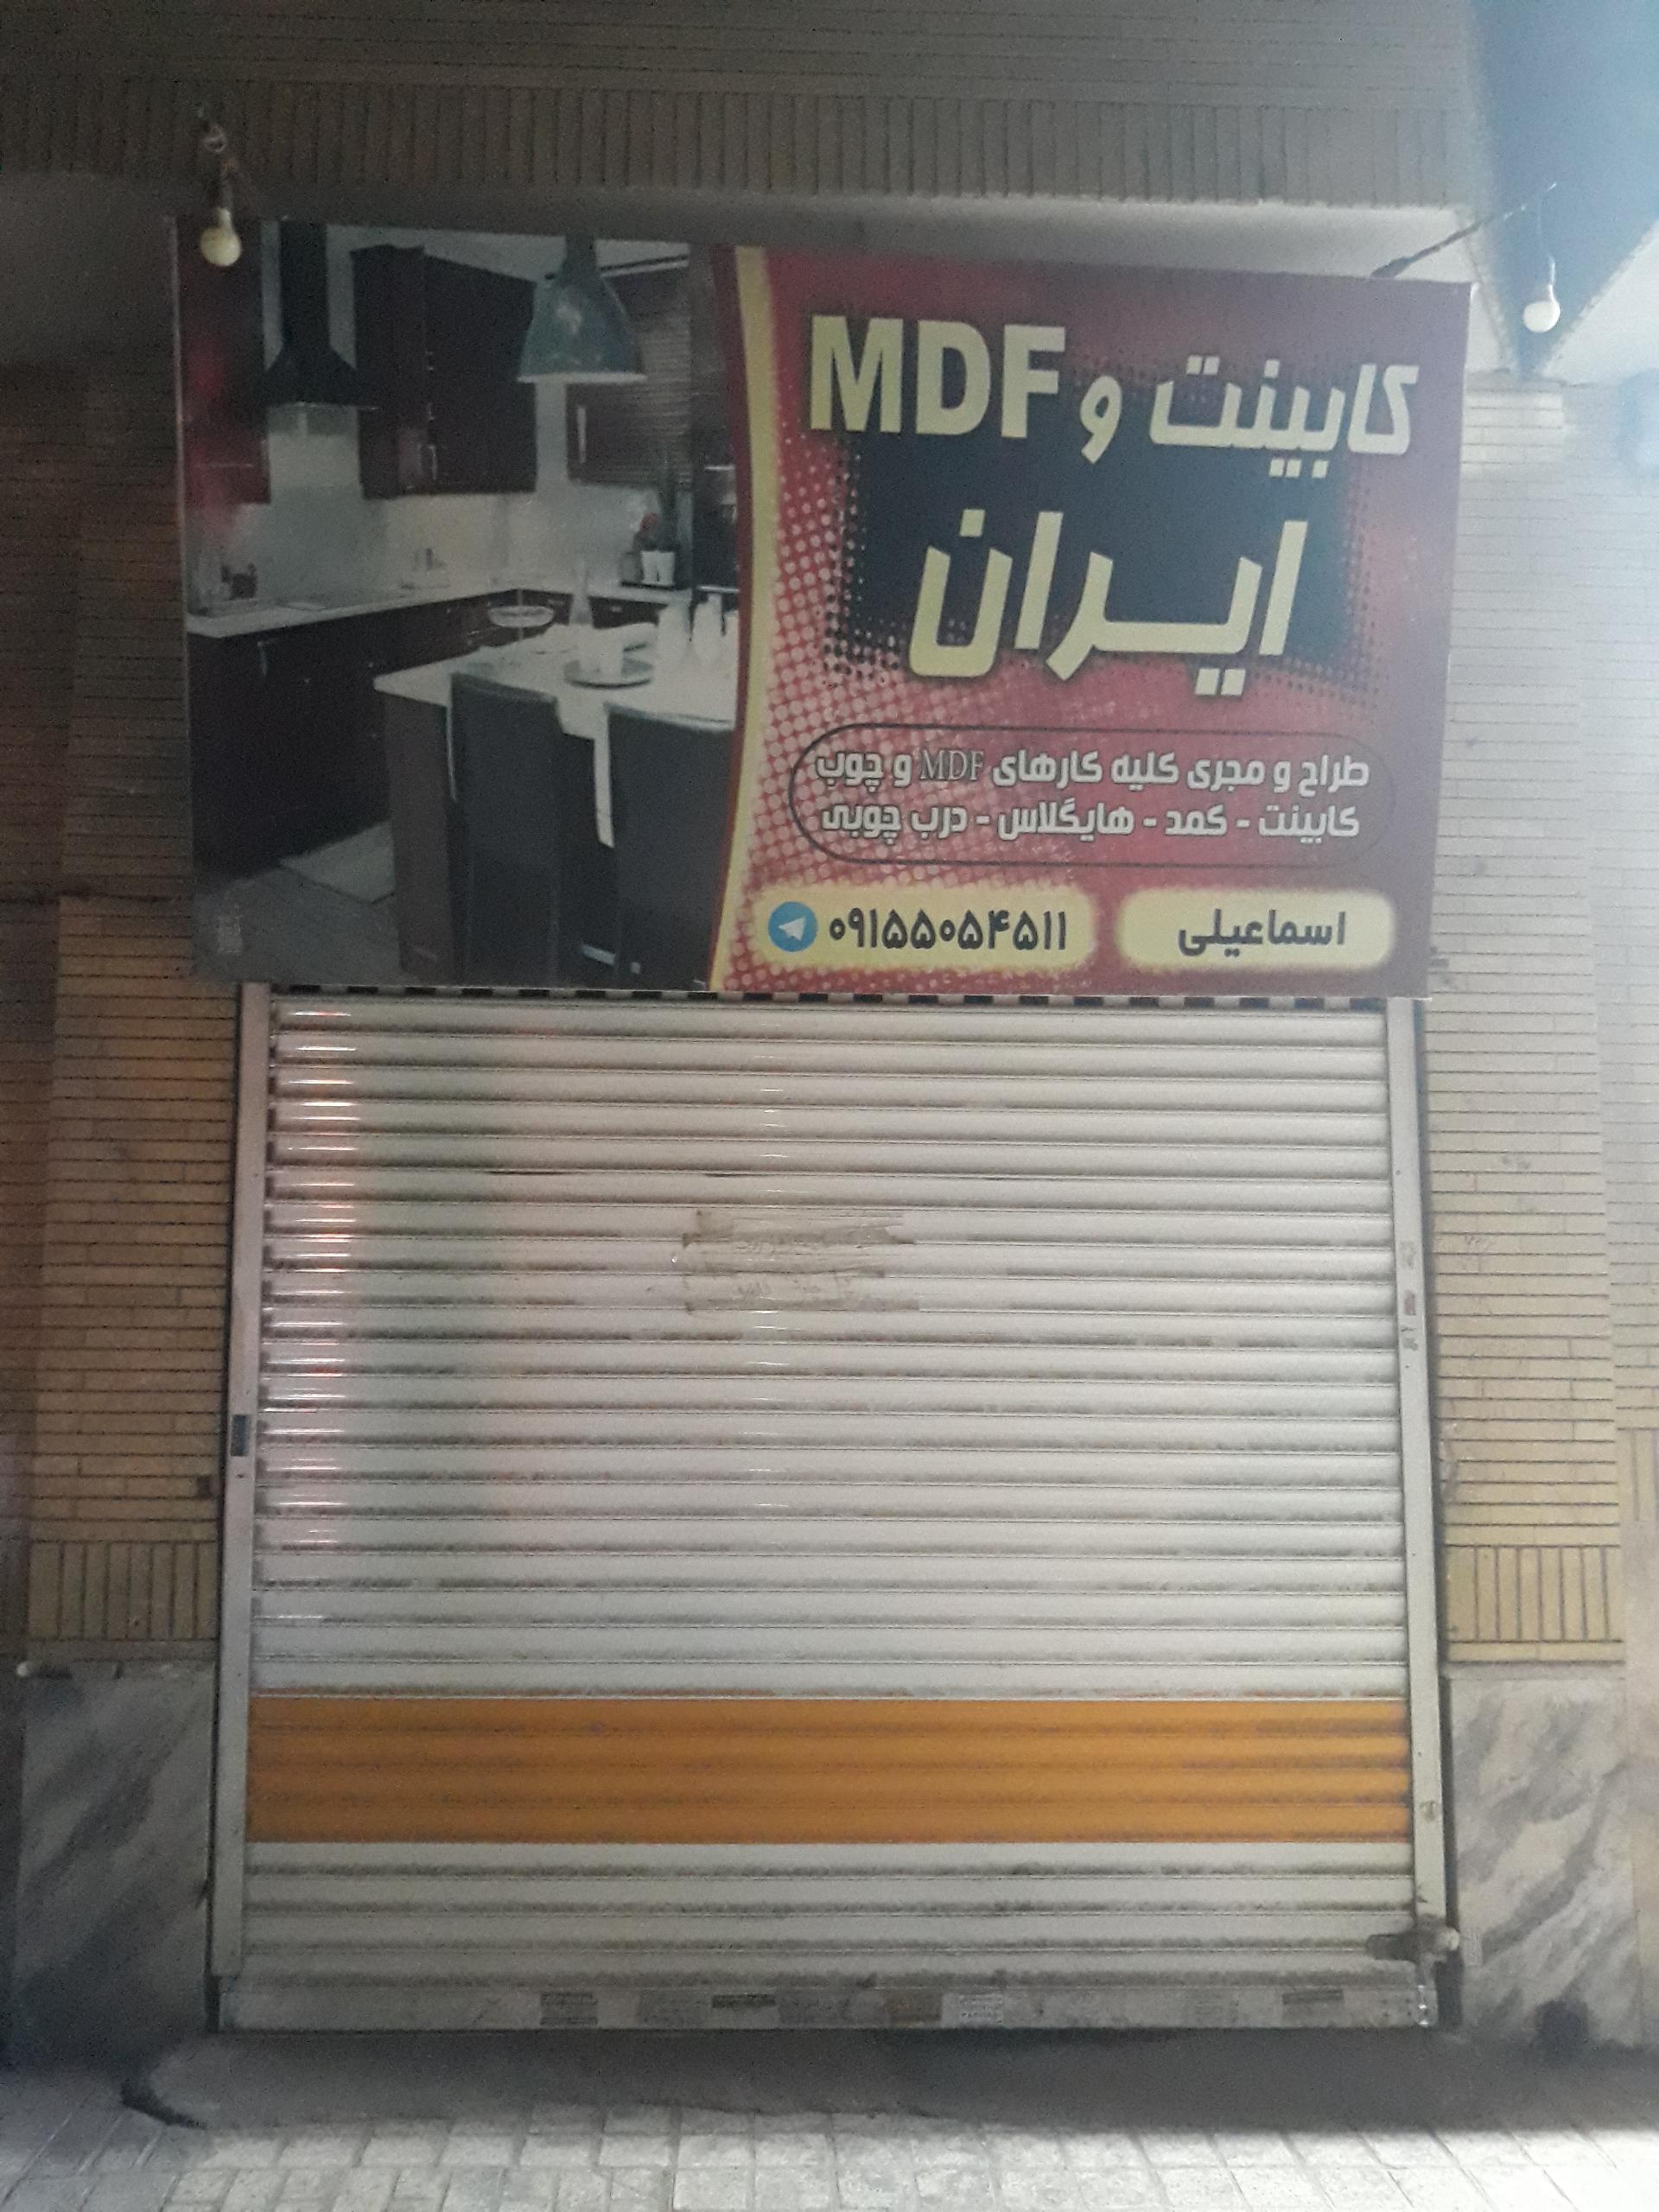 کابینت و MDF
ایران
طراح و مجری کلیه کارهای MDF و چوب
کابینت - کمد - هایگلاس - درب چوبی
اسماعیلی
۰۹۱۵۵۰۵۴۵۱۱